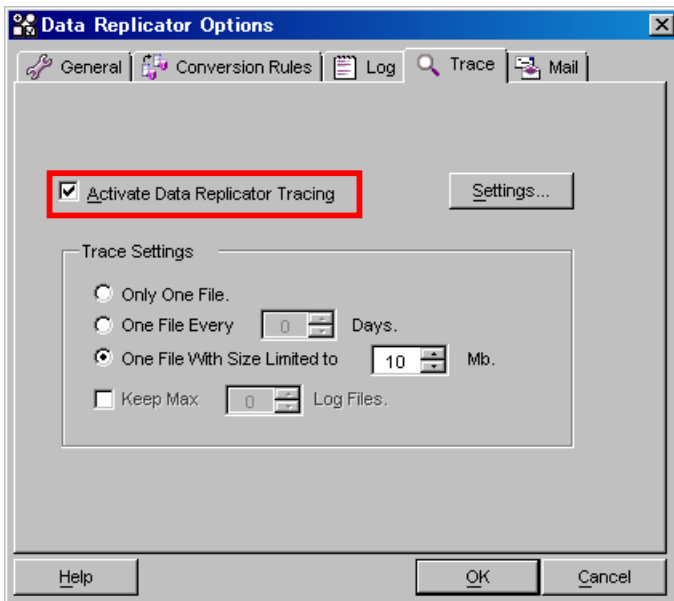 Data Replicator Options
General Conversion Rules Log Trace Mail
Activate Data Replicator Tracing Settings...
Trace Settings
Only One File.
One File Every 0 Days.
One File With Size Limited to 10 Mb.
Keep Max 0 Log Files.
Help OK Cancel